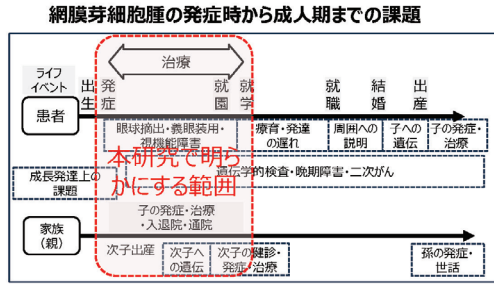 網膜芽細胞腫の発症時から成人期までの課題
ライフ
イベント
出生
発症
治療
就園
就学
就職
結婚
出産
患者
眼球摘出・義眼装用・
視機能障害
療育・発達
の遅れ
周囲への
説明
子への
遺伝
子の発症・
治療
本研究で明ら
かにする範囲
成長発達上の
課題
遺伝学的検査・晩期障害・二次がん
子の発症・治療
・入退院・通院
家族
(親)
次子出産
次子へ
の遺伝
次子の健診・
発症・治療
孫の発症・
世話